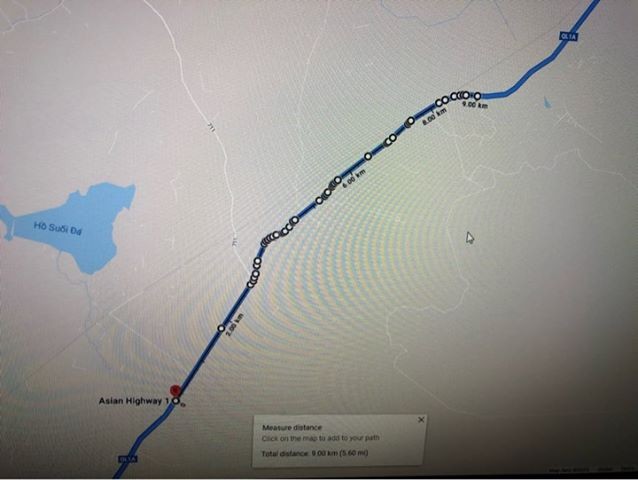 QL1A
9.00 km
8.00 km
711
6.00 km
Hồ Suối Đá
711
2.00 km
Asian Highway 1
Measure distance
Click on the map to add to your path
Total distance: 9.00 km (5.60 mi)
QL1A